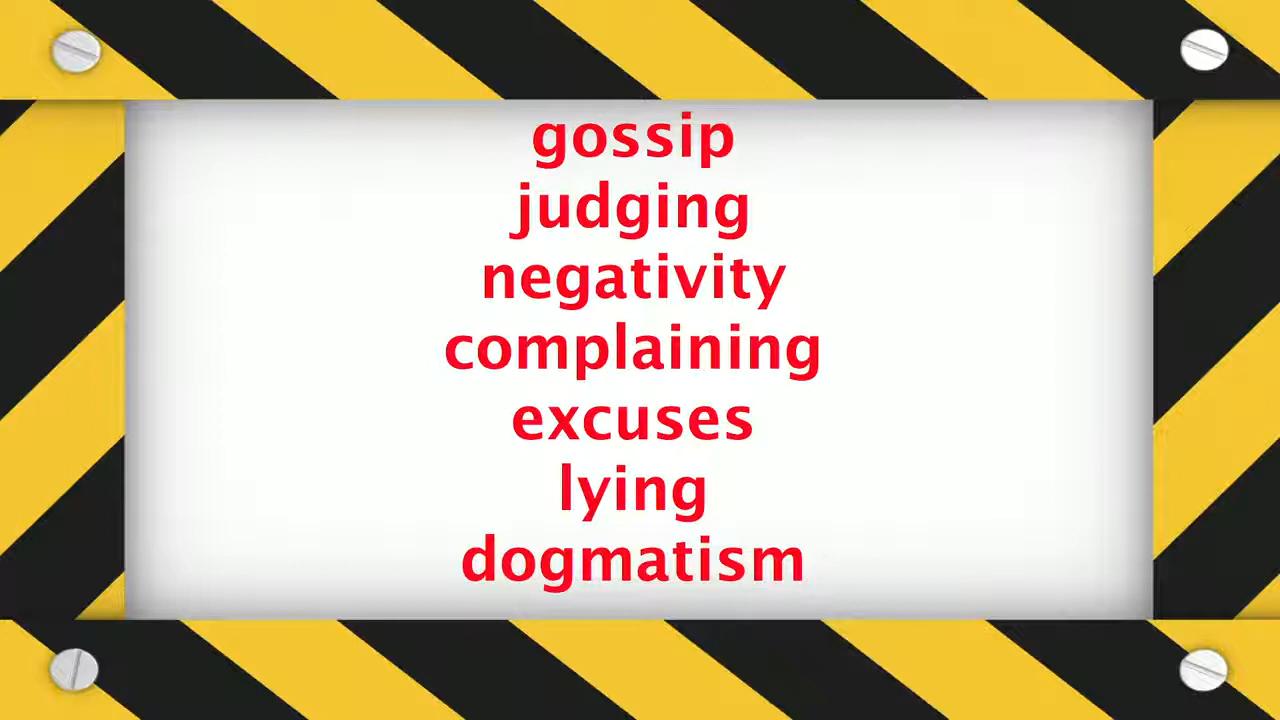 gossip
judging
negativity
complaining
excuses
lying
dogmatism